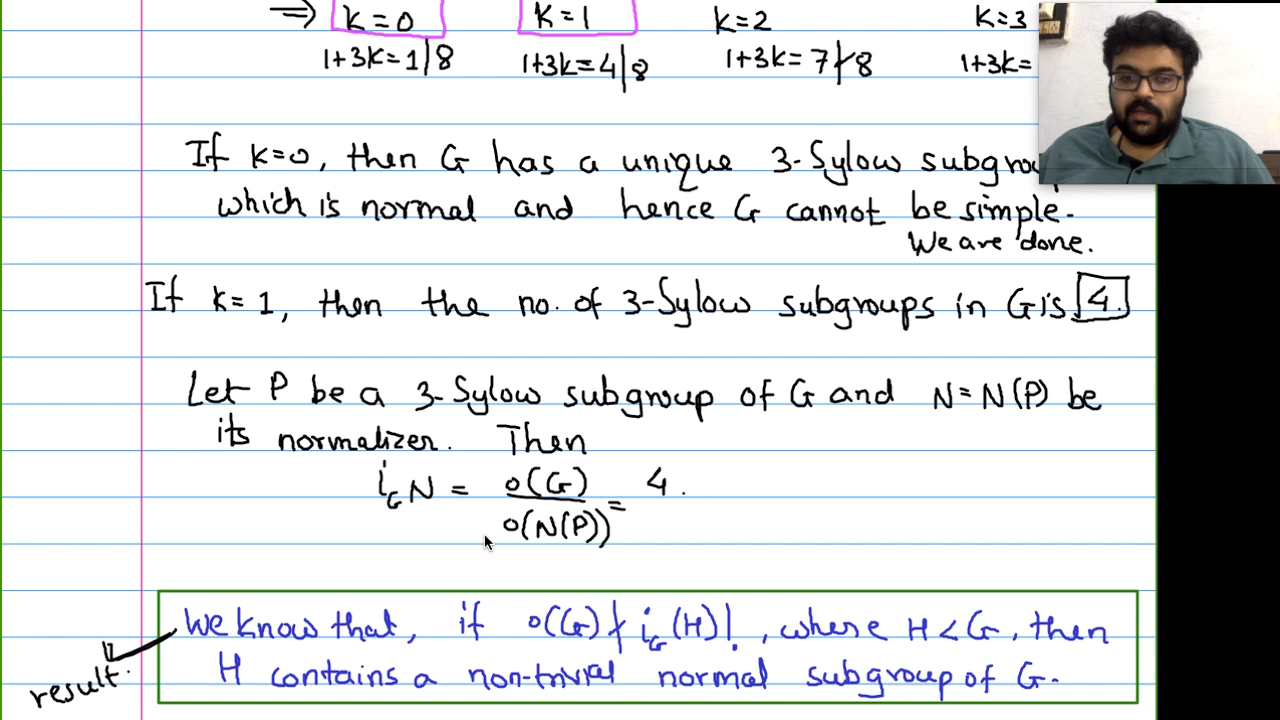 ⇒ k=0 k=1 k=2 k=3
1+3k=1|8 1+3k=4|8 1+3k=7∤8 1+3k=
If k=0, then G has a unique 3-Sylow
which is normal and hence G cannot be simple.
We are done.
If k=1, then the no. of 3-Sylow subgroups in G is 4.
Let P be a 3-Sylow subgroup of G and N=N(P) be
its normalizer. Then
i_G N = o(G)/o(N(P)) = 4.
We know that, if o(G) ∤ i_G(H)!, where H<G, then
H contains a non-trivial normal subgroup of G.
result.